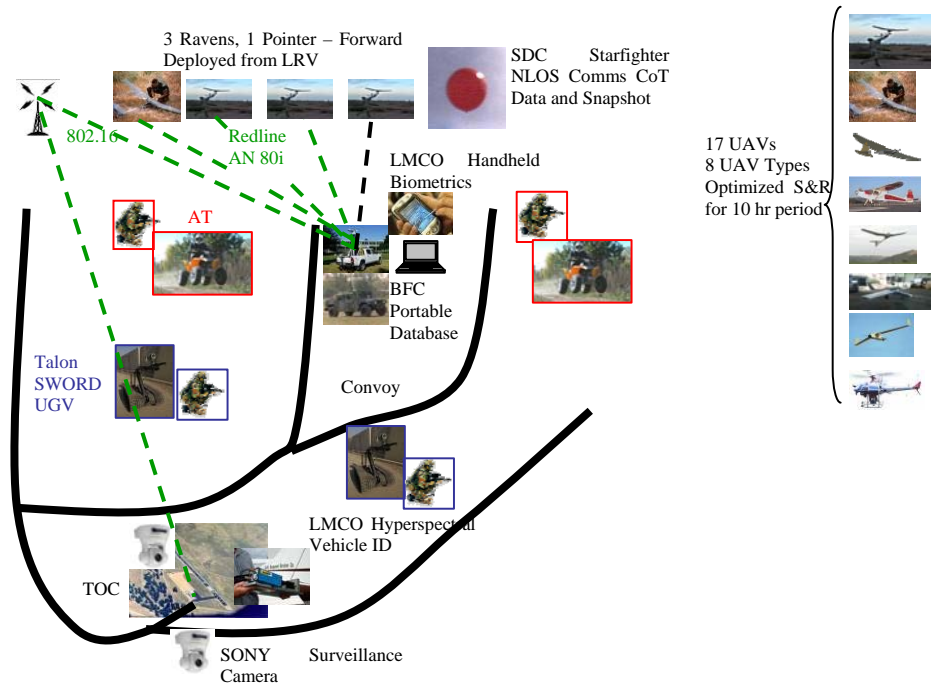 3 Ravens, 1 Pointer – Forward
Deployed from LRV
SDC Starfighter
NLOS Comms CoT
Data and Snapshot
802.16
Redline
AN 80i
17 UAVs
8 UAV Types
Optimized S&R
for 10 hr period
LMCO Handheld
Biometrics
AT
BFC
Portable
Database
Talon
SWORD
UGV
Convoy
LMCO Hyperspectral
Vehicle ID
TOC
SONY Surveillance
Camera